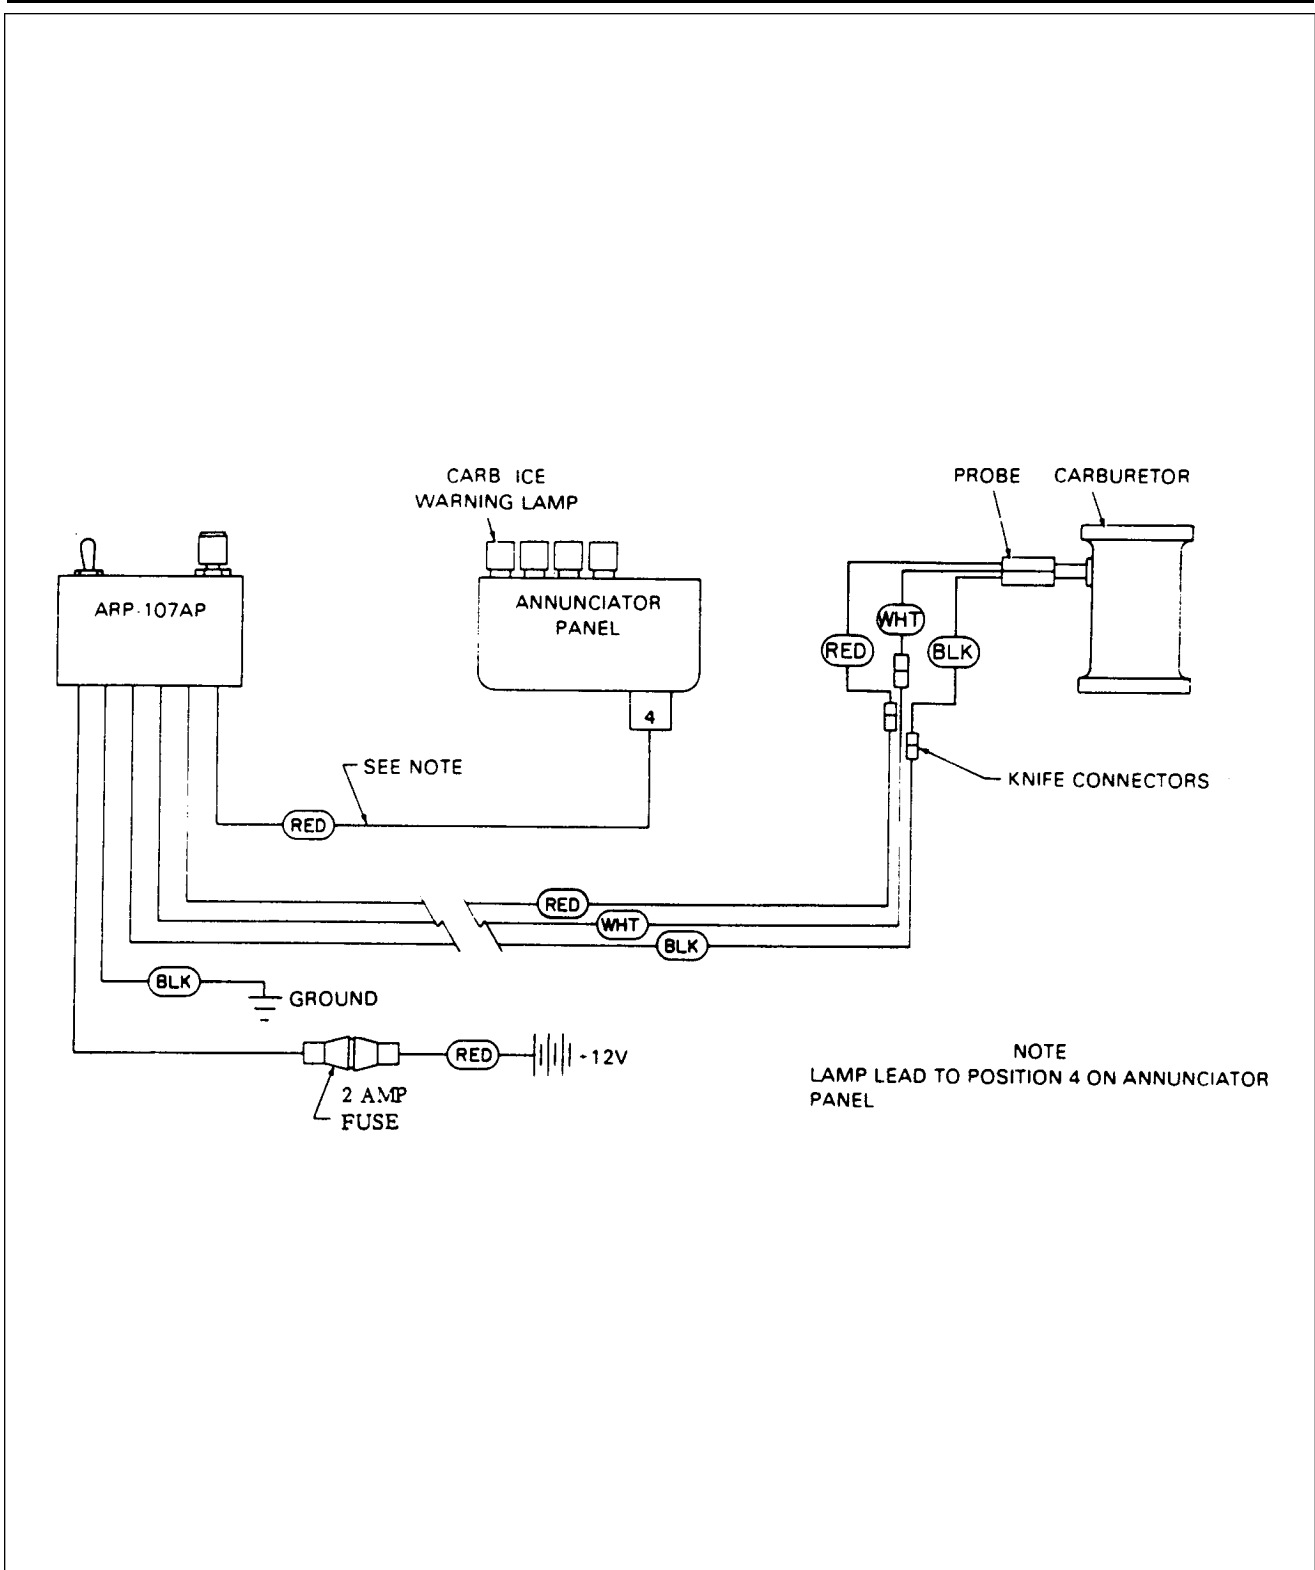 CARB ICE
WARNING LAMP
PROBE
CARBURETOR
ARP-107AP
ANNUNCIATOR
PANEL
WHT
RED
BLK
4
SEE NOTE
KNIFE CONNECTORS
RED
RED
WHT
BLK
BLK
GROUND
RED
-12V
2 AMP
FUSE
NOTE
LAMP LEAD TO POSITION 4 ON ANNUNCIATOR
PANEL